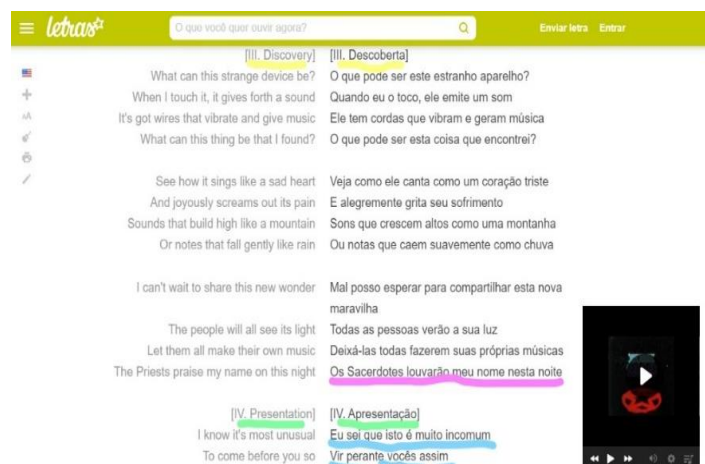 letras
O que você quer ouvir agora?
Enviar letra Entrar
[III. Discovery] [III. Descoberta]
What can this strange device be? O que pode ser este estranho aparelho?
When I touch it, it gives forth a sound Quando eu o toco, ele emite um som
It's got wires that vibrate and give music Ele tem cordas que vibram e geram música
What can this thing be that I found? O que pode ser esta coisa que encontrei?
See how it sings like a sad heart Veja como ele canta como um coração triste
And joyously screams out its pain E alegremente grita seu sofrimento
Sounds that build high like a mountain Sons que crescem altos como uma montanha
Or notes that fall gently like rain Ou notas que caem suavemente como chuva
I can't wait to share this new wonder Mal posso esperar para compartilhar esta nova
maravilha
The people will all see its light Todas as pessoas verão a sua luz
Let them all make their own music Deixá-las todas fazerem suas próprias músicas
The Priests praise my name on this night Os Sacerdotes louvarão meu nome nesta noite
[IV. Presentation] [IV. Apresentação]
I know it's most unusual Eu sei que isto é muito incomum
To come before you so Vir perante vocês assim